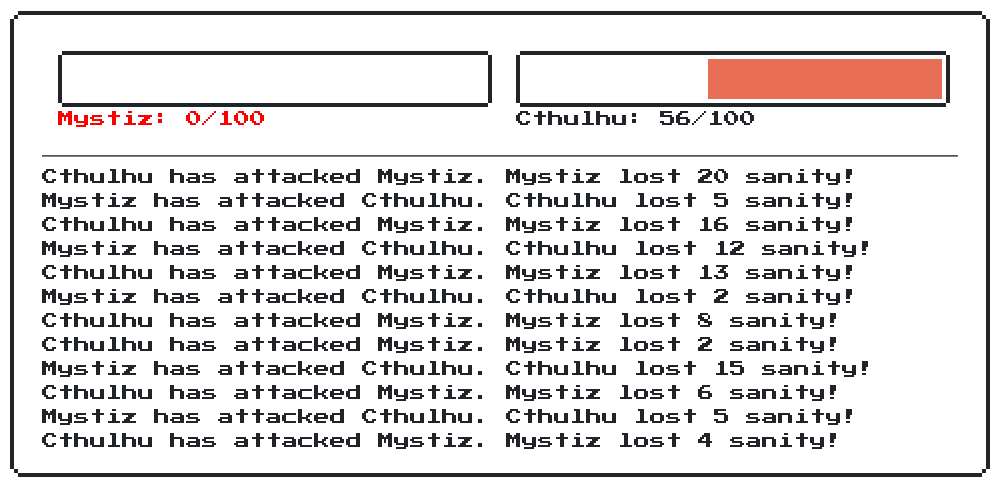 Mystiz: 0/100
Cthulhu: 56/100
Cthulhu has attacked Mystiz. Mystiz lost 20 sanity!
Mystiz has attacked Cthulhu. Cthulhu lost 5 sanity!
Cthulhu has attacked Mystiz. Mystiz lost 16 sanity!
Mystiz has attacked Cthulhu. Cthulhu lost 12 sanity!
Cthulhu has attacked Mystiz. Mystiz lost 13 sanity!
Mystiz has attacked Cthulhu. Cthulhu lost 2 sanity!
Cthulhu has attacked Mystiz. Mystiz lost 8 sanity!
Cthulhu has attacked Mystiz. Mystiz lost 2 sanity!
Mystiz has attacked Cthulhu. Cthulhu lost 15 sanity!
Cthulhu has attacked Mystiz. Mystiz lost 6 sanity!
Mystiz has attacked Cthulhu. Cthulhu lost 5 sanity!
Cthulhu has attacked Mystiz. Mystiz lost 4 sanity!